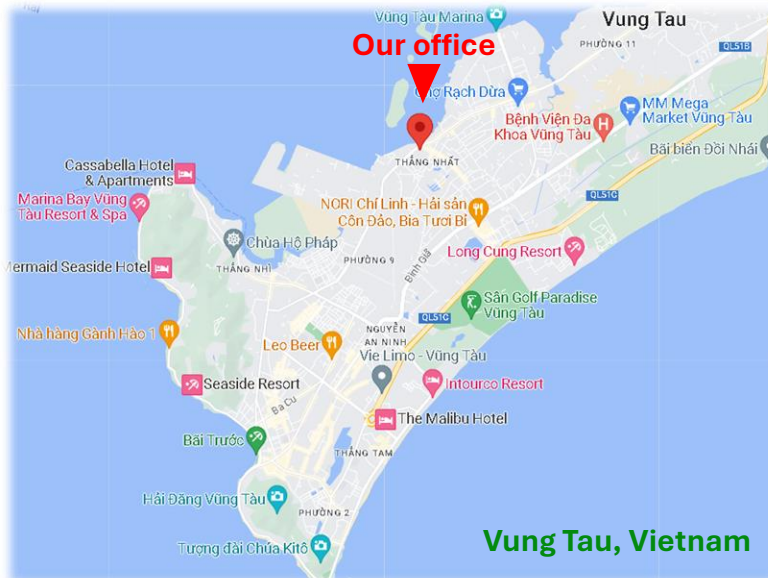 Vũng Tàu Marina
Vung Tau
Our office
PHƯỜNG 11
QL51B
Chợ Rạch Dừa
MM Mega
Market Vũng Tàu
Bệnh Viện Đa
Khoa Vũng Tàu
Bãi biển Đồi Nhái
THẮNG NHẤT
Cassabella Hotel
& Apartments
Marina Bay Vũng
Tàu Resort & Spa
NORI Chí Linh - Hải sản
Côn Đảo, Bia Tươi Bỉ
QL51C
Chùa Hộ Pháp
Long Cung Resort
Mermaid Seaside Hotel
THẮNG NHÌ
PHƯỜNG 9
Bình Giã
Sân Golf Paradise
Vũng Tàu
QL51C
Nhà hàng Gành Hào 1
Leo Beer
NGUYỄN
AN NINH
Vie Limo - Vũng Tàu
Seaside Resort
Intourco Resort
Ba Cu
The Malibu Hotel
Bãi Trước
THẮNG TAM
Hải Đăng Vũng Tàu
PHƯỜNG 2
Tượng đài Chúa Kitô
Vung Tau, Vietnam